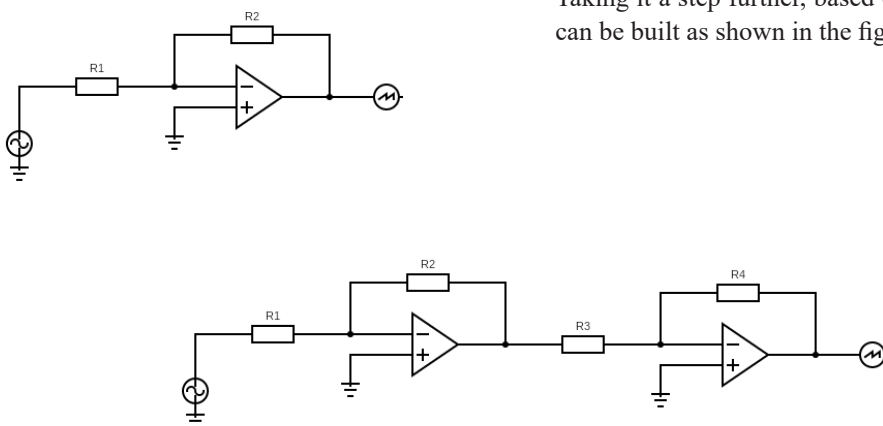 Taking it a step further, based
can be built as shown in the fig
R2
R1
R2
R1
R4
R3